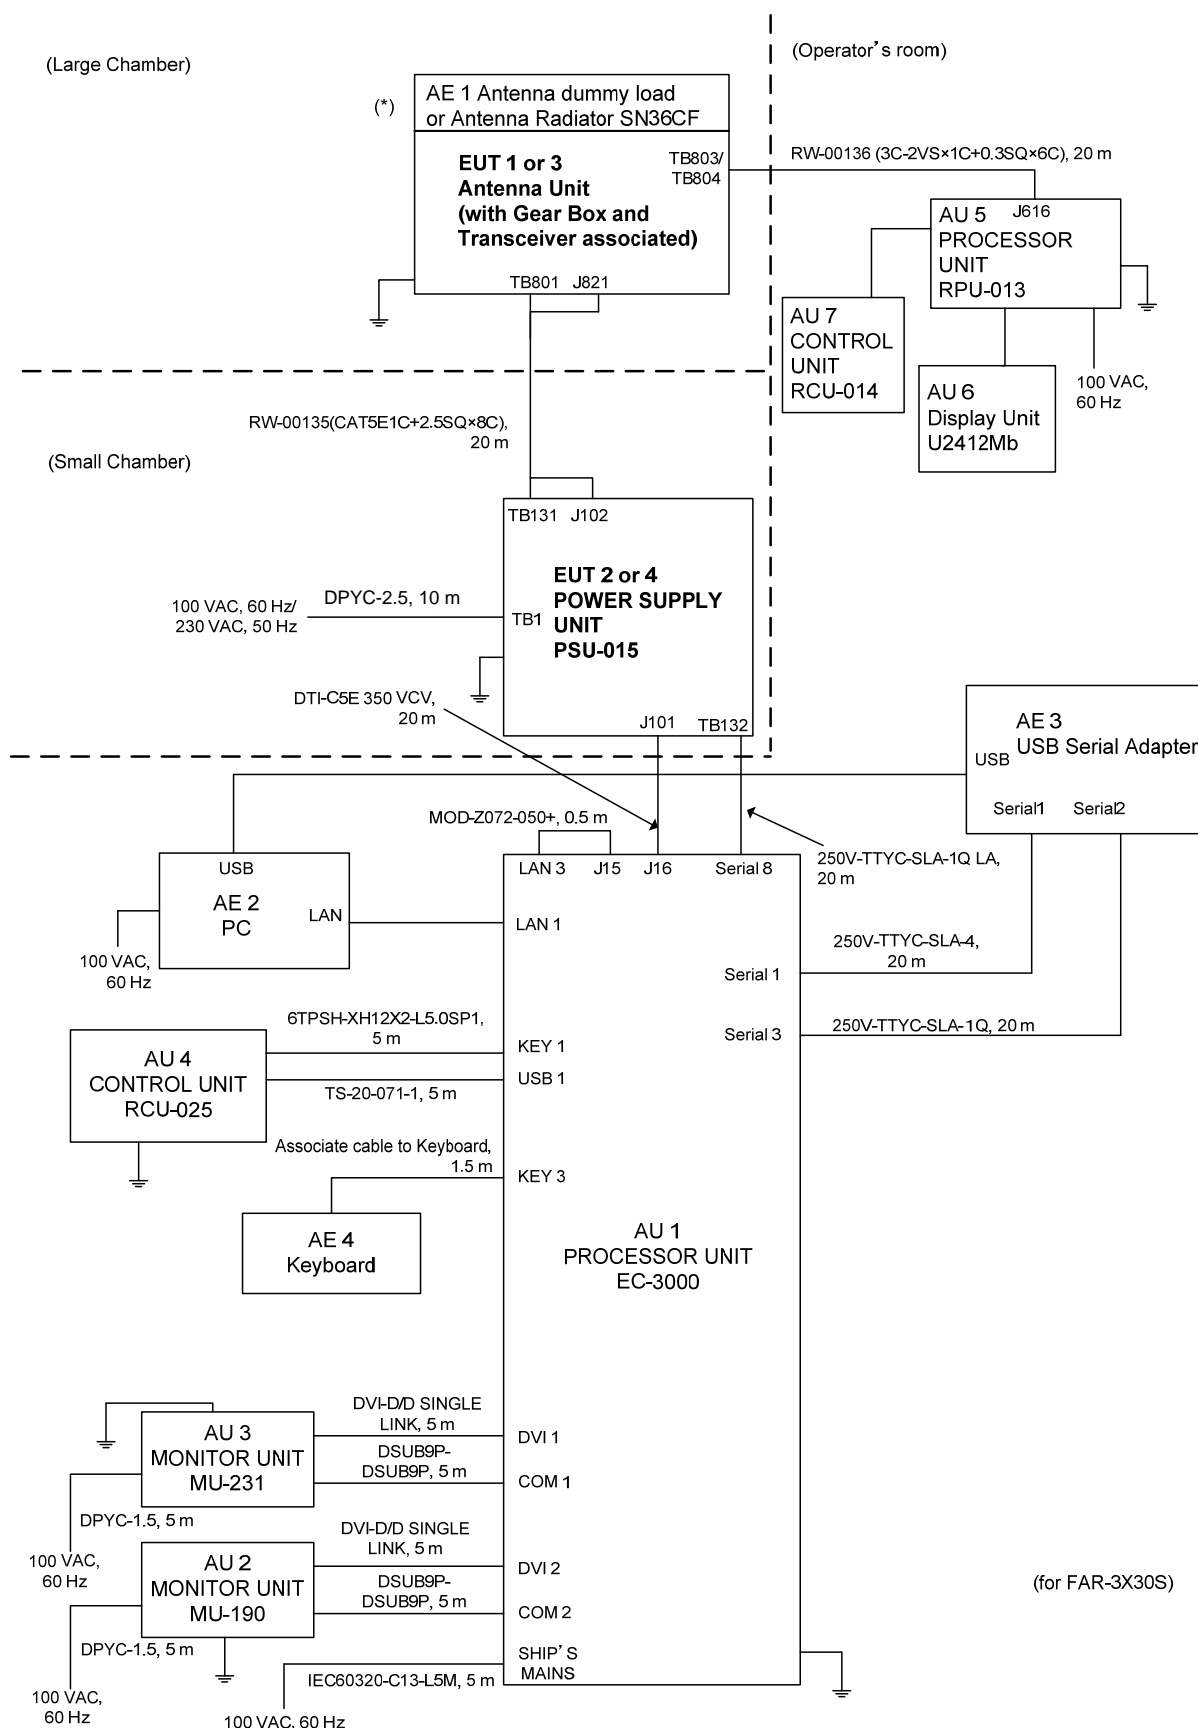 (Large Chamber)
(Operator's room)
(*)
AE 1 Antenna dummy load
or Antenna Radiator SN36CF
EUT 1 or 3
Antenna Unit
(with Gear Box and
Transceiver associated)
TB803/
TB804
TB801
J821
RW-00136 (3C-2VS×1C+0.3SQ×6C), 20 m
AU 5
J616
PROCESSOR
UNIT
RPU-013
AU 7
CONTROL
UNIT
RCU-014
AU 6
Display Unit
U2412Mb
100 VAC,
60 Hz
RW-00135(CAT5E1C+2.5SQ×8C),
20 m
(Small Chamber)
TB131
J102
EUT 2 or 4
POWER SUPPLY
UNIT
PSU-015
TB1
DPYC-2.5, 10 m
100 VAC, 60 Hz/
230 VAC, 50 Hz
DTI-C5E 350 VCV,
20 m
J101
TB132
AE 3
USB Serial Adapter
USB
Serial1
Serial2
MOD-Z072-050+, 0.5 m
250V-TTYC-SLA-1Q LA,
20 m
USB
AE 2
PC
LAN
100 VAC,
60 Hz
LAN 3
J15
J16
Serial 8
LAN 1
250V-TTYC-SLA-4,
20 m
Serial 1
6TPSH-XH12X2-L5.0SP1,
5 m
250V-TTYC-SLA-1Q, 20 m
Serial 3
AU 4
CONTROL UNIT
RCU-025
KEY 1
USB 1
TS-20-071-1, 5 m
Associate cable to Keyboard,
1.5 m
KEY 3
AE 4
Keyboard
AU 1
PROCESSOR UNIT
EC-3000
DVI-D/D SINGLE
LINK, 5 m
AU 3
MONITOR UNIT
MU-231
DVI 1
DSUB9P-
DSUB9P, 5 m
COM 1
DPYC-1.5, 5 m
100 VAC,
60 Hz
DVI-D/D SINGLE
LINK, 5 m
AU 2
MONITOR UNIT
MU-190
DVI 2
DSUB9P-
DSUB9P, 5 m
COM 2
(for FAR-3X30S)
DPYC-1.5, 5 m
100 VAC,
60 Hz
SHIP'S
MAINS
IEC60320-C13-L5M, 5 m
100 VAC, 60 Hz